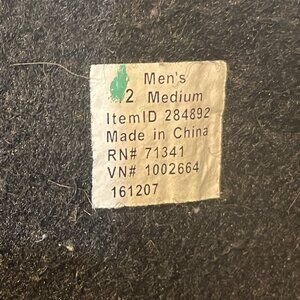 Men's
2 Medium
ItemID 284892
Made in China
RN# 71341
VN# 1002664
161207